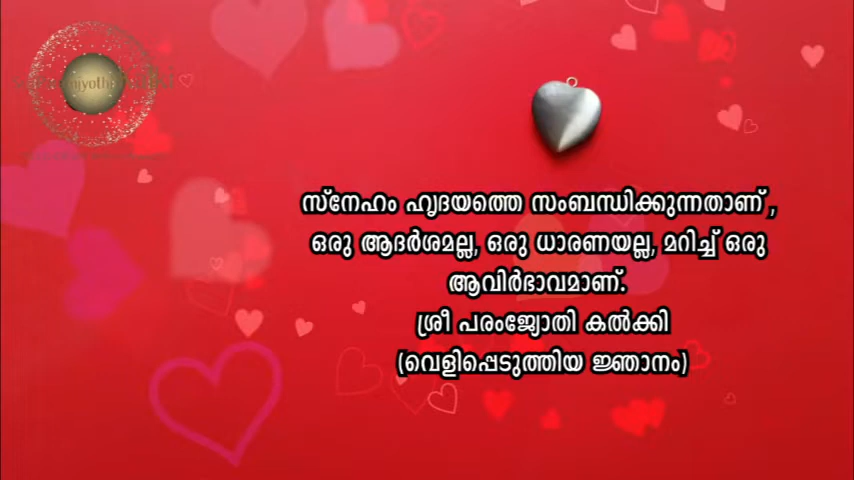 സ്നേഹം ഹൃദയത്തെ സംബന്ധിക്കുന്നതാണ്,
ഒരു ആദർശമല്ല, ഒരു ധാരണയല്ല, മറിച്ച് ഒരു
ആവിർഭാവമാണ്.
ശ്രീ പരംജ്യോതി കൽക്കി
(വെളിപ്പെടുത്തിയ ജ്ഞാനം)